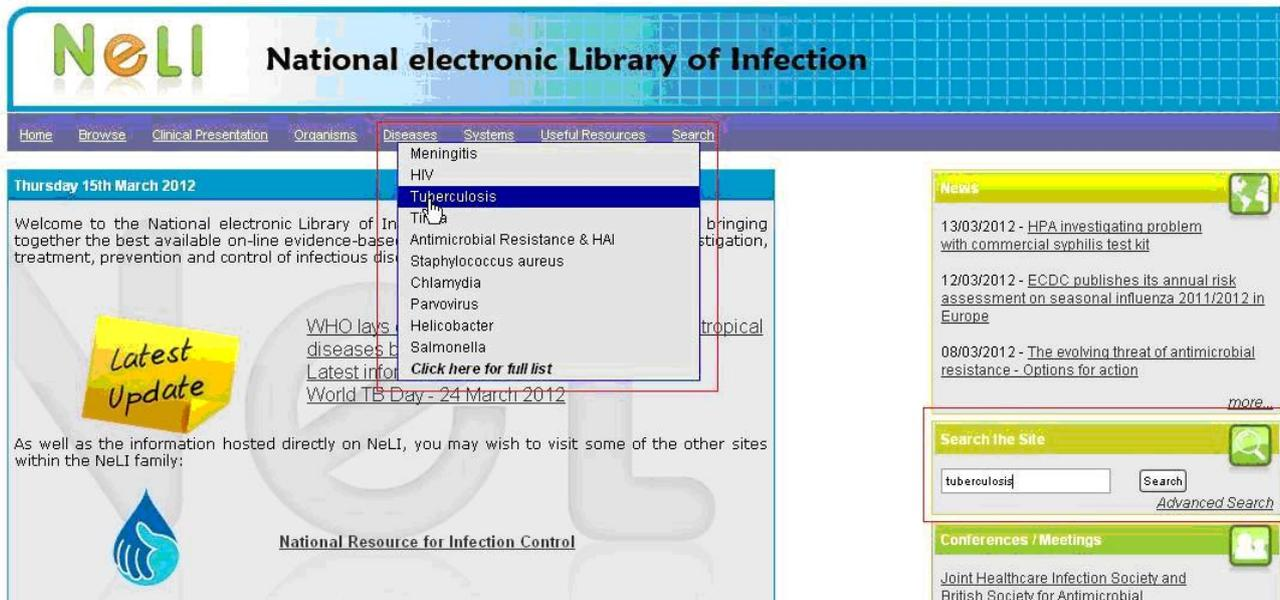 NeLI
National electronic Library of Infection
Home Browse Clinical Presentation Organisms Diseases Systems Useful Resources Search
Meningitis
HIV
Tuberculosis
Antimicrobial Resistance & HAI
Staphylococcus aureus
Chlamydia
Parvovirus
Helicobacter
Salmonella
Click here for full list
Thursday 15th March 2012
Welcome to the National electronic Library of bringing
together the best available on-line
treatment, prevention and control of infectious
Latest
Update
WHO lays tropical
diseases
Latest
World TB Day - 24 March 2012
As well as the information hosted directly on NeLI, you may wish to visit some of the other sites
within the NeLI family:
National Resource for Infection Control
News
13/03/2012 - HPA investigating problem
with commercial syphilis test kit
12/03/2012 - ECDC publishes its annual risk
assessment on seasonal influenza 2011/2012 in
Europe
08/03/2012 - The evolving threat of antimicrobial
resistance - Options for action
more...
Search the Site
tuberculosis Search
Advanced Search
Conferences / Meetings
Joint Healthcare Infection Society and
British Society for Antimicrobial